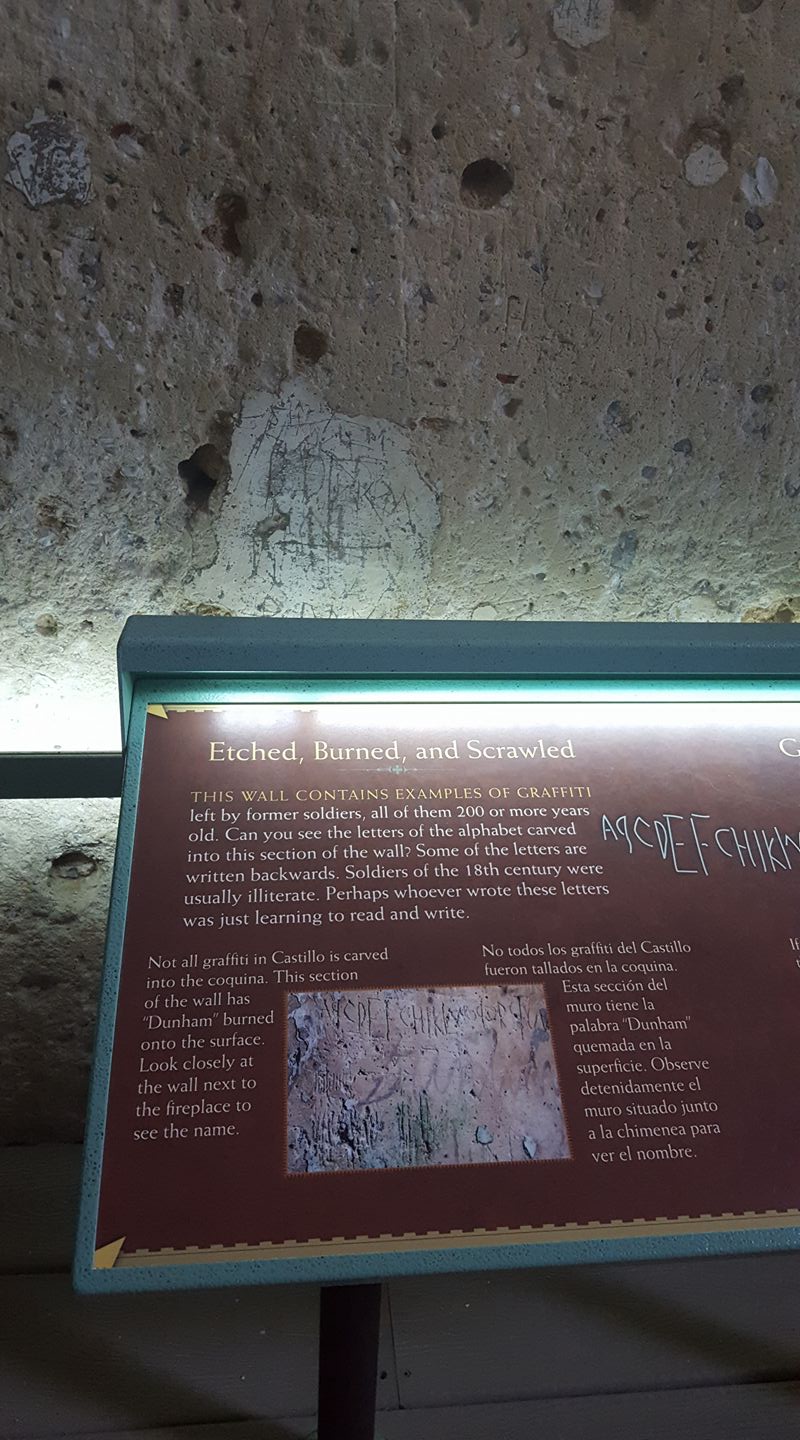 Etched, Burned, and Scrawled
THIS WALL CONTAINS EXAMPLES OF GRAFFITI
left by former soldiers, all of them 200 or more years
old. Can you see the letters of the alphabet carved
into this section of the wall? Some of the letters are
written backwards. Soldiers of the 18th century were
usually illiterate. Perhaps whoever wrote these letters
was just learning to read and write.
Not all graffiti in Castillo is carved
into the coquina. This section
of the wall has
"Dunham" burned
onto the surface.
Look closely at
the wall next to
the fireplace to
see the name.
No todos los graffiti del Castillo
fueron tallados en la coquina.
Esta sección del
muro tiene la
palabra "Dunham"
quemada en la
superficie. Observe
detenidamente el
muro situado junto
a la chimenea para
ver el nombre.